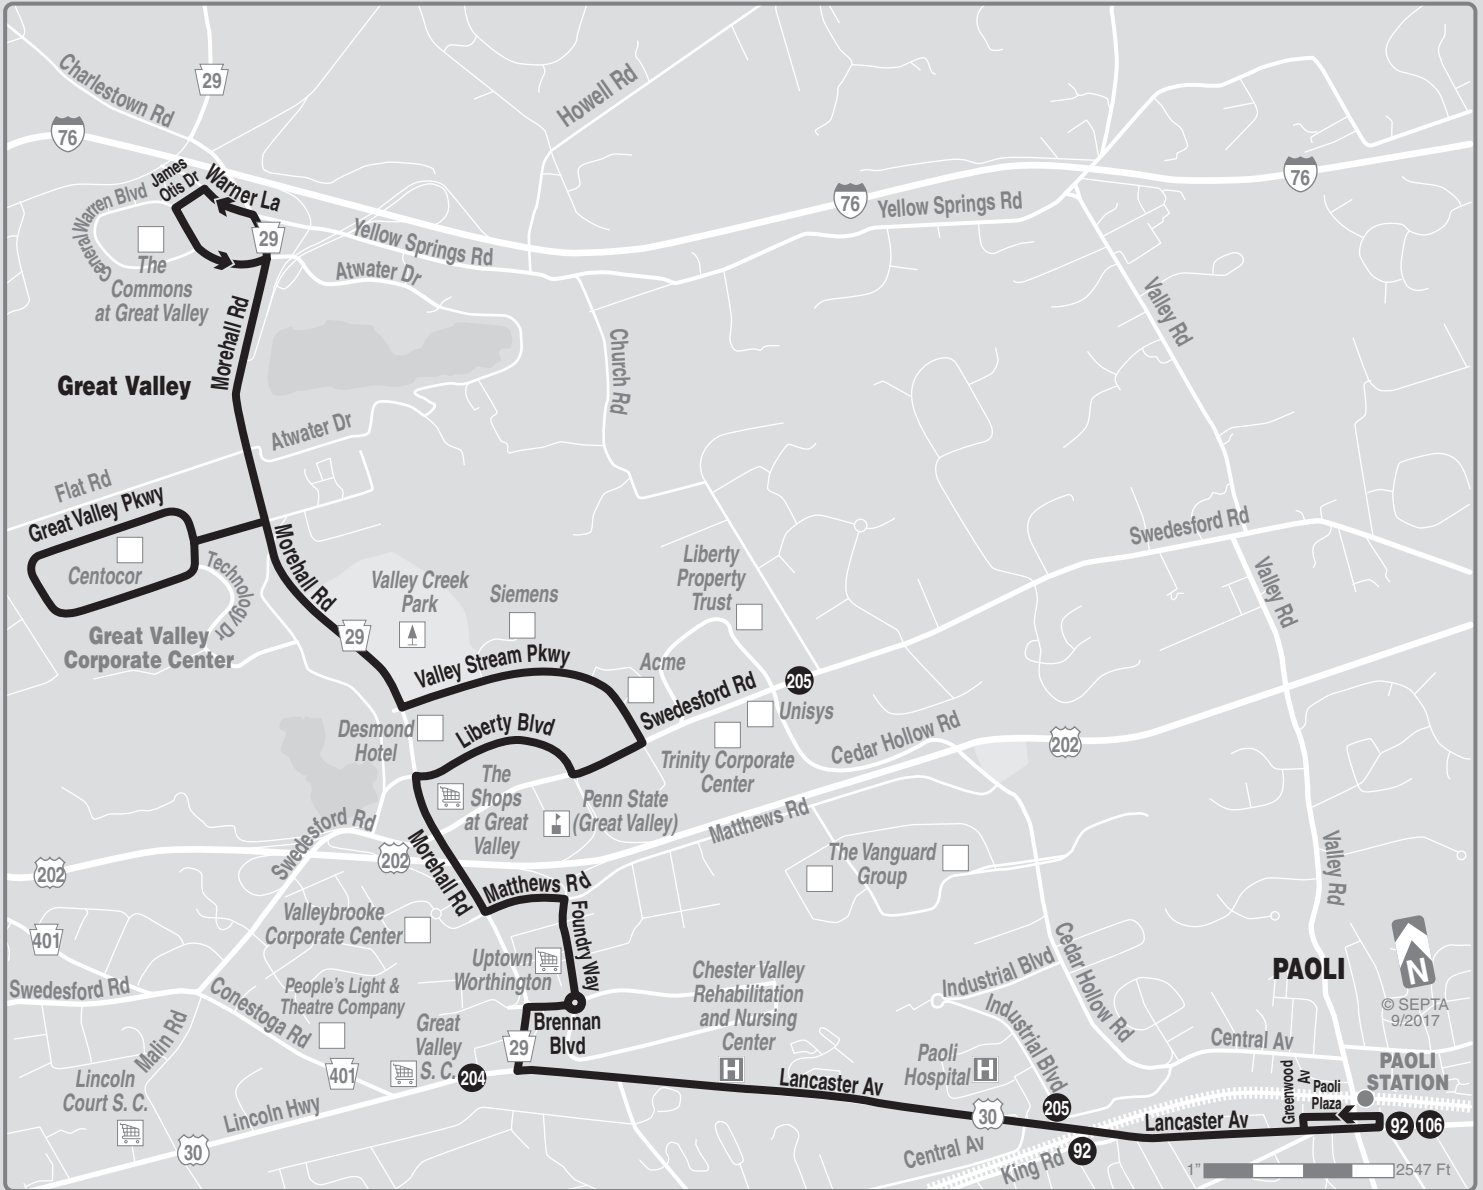 Charlestown Rd
29
Howell Rd
76
76
76
James
Otis Dr
Warner La
General Warren Blvd
29
Yellow Springs Rd
Yellow Springs Rd
The
Commons
at Great Valley
Atwater Dr
Valley Rd
Morehall Rd
Church Rd
Great Valley
Atwater Dr
Flat Rd
Great Valley Pkwy
Swedesford Rd
Centocor
Technology Dr
Morehall Rd
Valley Creek
Park
Siemens
Liberty
Property
Trust
Valley Rd
Great Valley
Corporate Center
29
Valley Stream Pkwy
Acme
Swedesford Rd
205
Unisys
Desmond
Hotel
Liberty Blvd
Trinity Corporate
Center
Cedar Hollow Rd
202
The
Shops
at Great
Valley
Penn State
(Great Valley)
Matthews Rd
Swedesford Rd
202
202
Morehall Rd
The Vanguard
Group
Valley Rd
Matthews Rd
Valleybrooke
Corporate Center
Foundry Way
401
Uptown
Worthington
Cedar Hollow Rd
Industrial Blvd
PAOLI
N
Swedesford Rd
Conestoga Rd
People's Light &
Theatre Company
Chester Valley
Rehabilitation
and Nursing
Center
Industrial Blvd
© SEPTA
9/2017
Malin Rd
Brennan
Blvd
29
Great
Valley
S. C.
204
401
H
Paoli
Hospital
H
Central Av
PAOLI
STATION
Lincoln
Court S. C.
Lincoln Hwy
Lancaster Av
Greenwood
Av
Paoli
Plaza
30
30
205
Lancaster Av
92
106
Central Av
King Rd
92
1"
2547 Ft